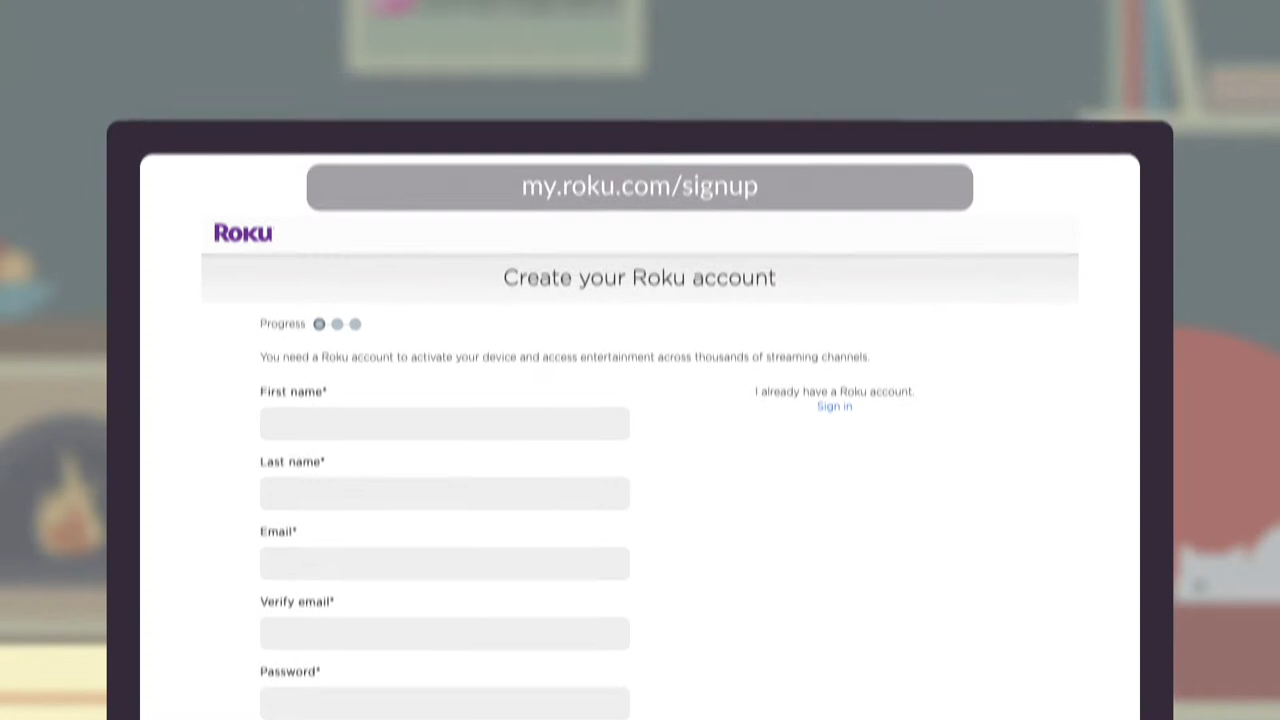 my.roku.com/signup
Roku
Create your Roku account
Progress
You need a Roku account to activate your device and access entertainment across thousands of streaming channels.
First name*
I already have a Roku account.
Sign in
Last name*
Email*
Verify email*
Password*